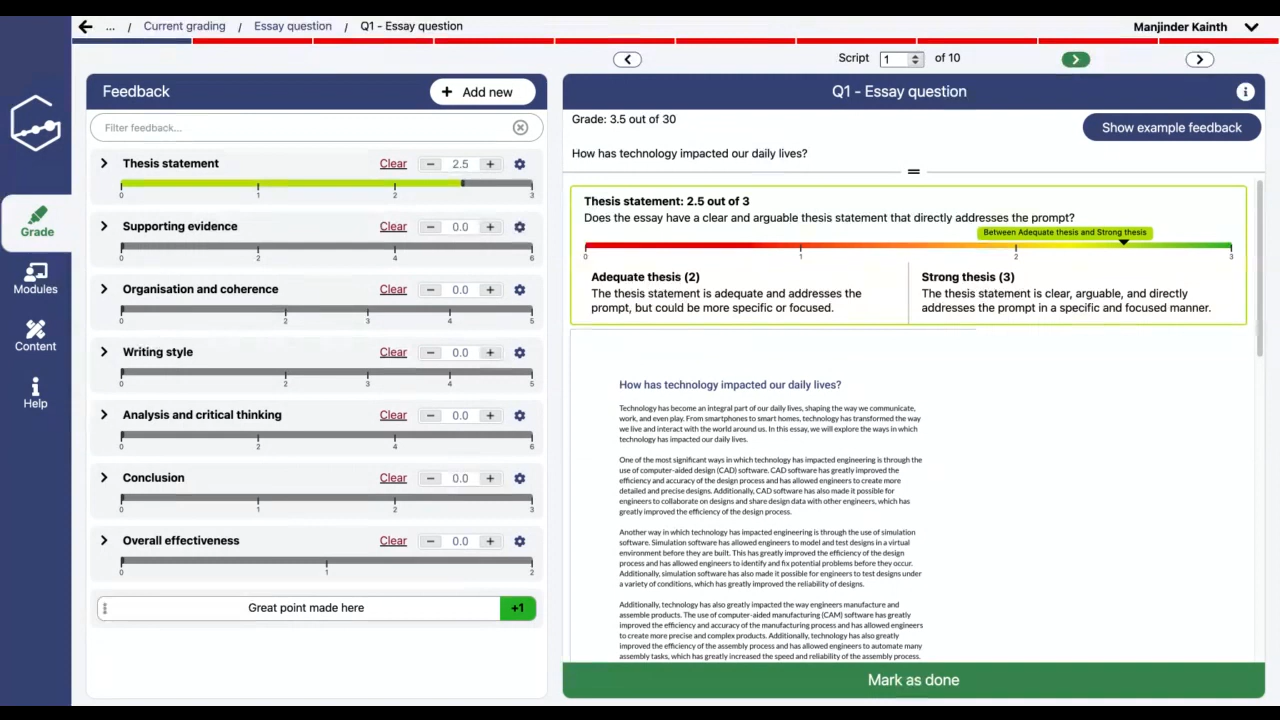 ... / Current grading / Essay question / Q1 - Essay question
Manjinder Kainth
Script 1 of 10
Grade
Modules
Content
Help
Feedback
+ Add new
Filter feedback...
Thesis statement Clear − 2.5 +
0 1 2 3
Supporting evidence Clear − 0.0 +
0 2 4 6
Organisation and coherence Clear − 0.0 +
0 2 3 4 5
Writing style Clear − 0.0 +
0 2 3 4 5
Analysis and critical thinking Clear − 0.0 +
0 2 4 6
Conclusion Clear − 0.0 +
0 1 2 3
Overall effectiveness Clear − 0.0 +
0 1 2
Great point made here +1
Q1 - Essay question
Grade: 3.5 out of 30
Show example feedback
How has technology impacted our daily lives?
Thesis statement: 2.5 out of 3
Does the essay have a clear and arguable thesis statement that directly addresses the prompt?
Between Adequate thesis and Strong thesis
0 1 2 3
Adequate thesis (2)
The thesis statement is adequate and addresses the
prompt, but could be more specific or focused.
Strong thesis (3)
The thesis statement is clear, arguable, and directly
addresses the prompt in a specific and focused manner.
How has technology impacted our daily lives?
Technology has become an integral part of our daily lives, shaping the way we communicate,
work, and even play. From smartphones to smart homes, technology has transformed the way
we live and interact with the world around us. In this essay, we will explore the ways in which
technology has impacted our daily lives.
One of the most significant ways in which technology has impacted engineering is through the
use of computer-aided design (CAD) software. CAD software has greatly improved the
efficiency and accuracy of the design process and has allowed engineers to create more
detailed and precise designs. Additionally, CAD software has also made it possible for
engineers to collaborate on designs and share design data with other engineers, which has
greatly improved the efficiency of the design process.
Another way in which technology has impacted engineering is through the use of simulation
software. Simulation software has allowed engineers to model and test designs in a virtual
environment before they are built. This has greatly improved the efficiency of the design
process and has allowed engineers to identify and fix potential problems before they occur.
Additionally, simulation software has also made it possible for engineers to test designs under
a variety of conditions, which has greatly improved the reliability of designs.
Additionally, technology has also greatly impacted the way engineers manufacture and
assemble products. The use of computer-aided manufacturing (CAM) software has greatly
improved the efficiency and accuracy of the manufacturing process and has allowed engineers
to create more precise and complex products. Additionally, technology has also greatly
improved the efficiency of the assembly process and has allowed engineers to automate many
assembly tasks, which has greatly increased the speed and reliability of the assembly process.
Mark as done